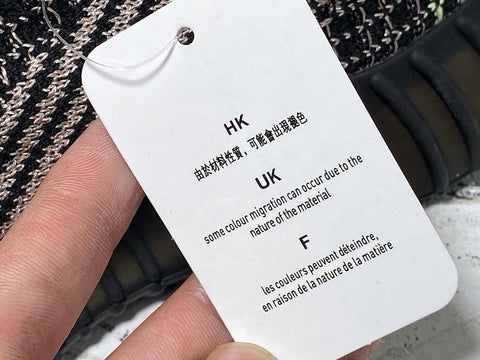 HK
由於材料性質，可能會出現褪色
UK
some colour migration can occur due to the
nature of the material
F
les couleurs peuvent déteindre,
en raison de la nature de la matière